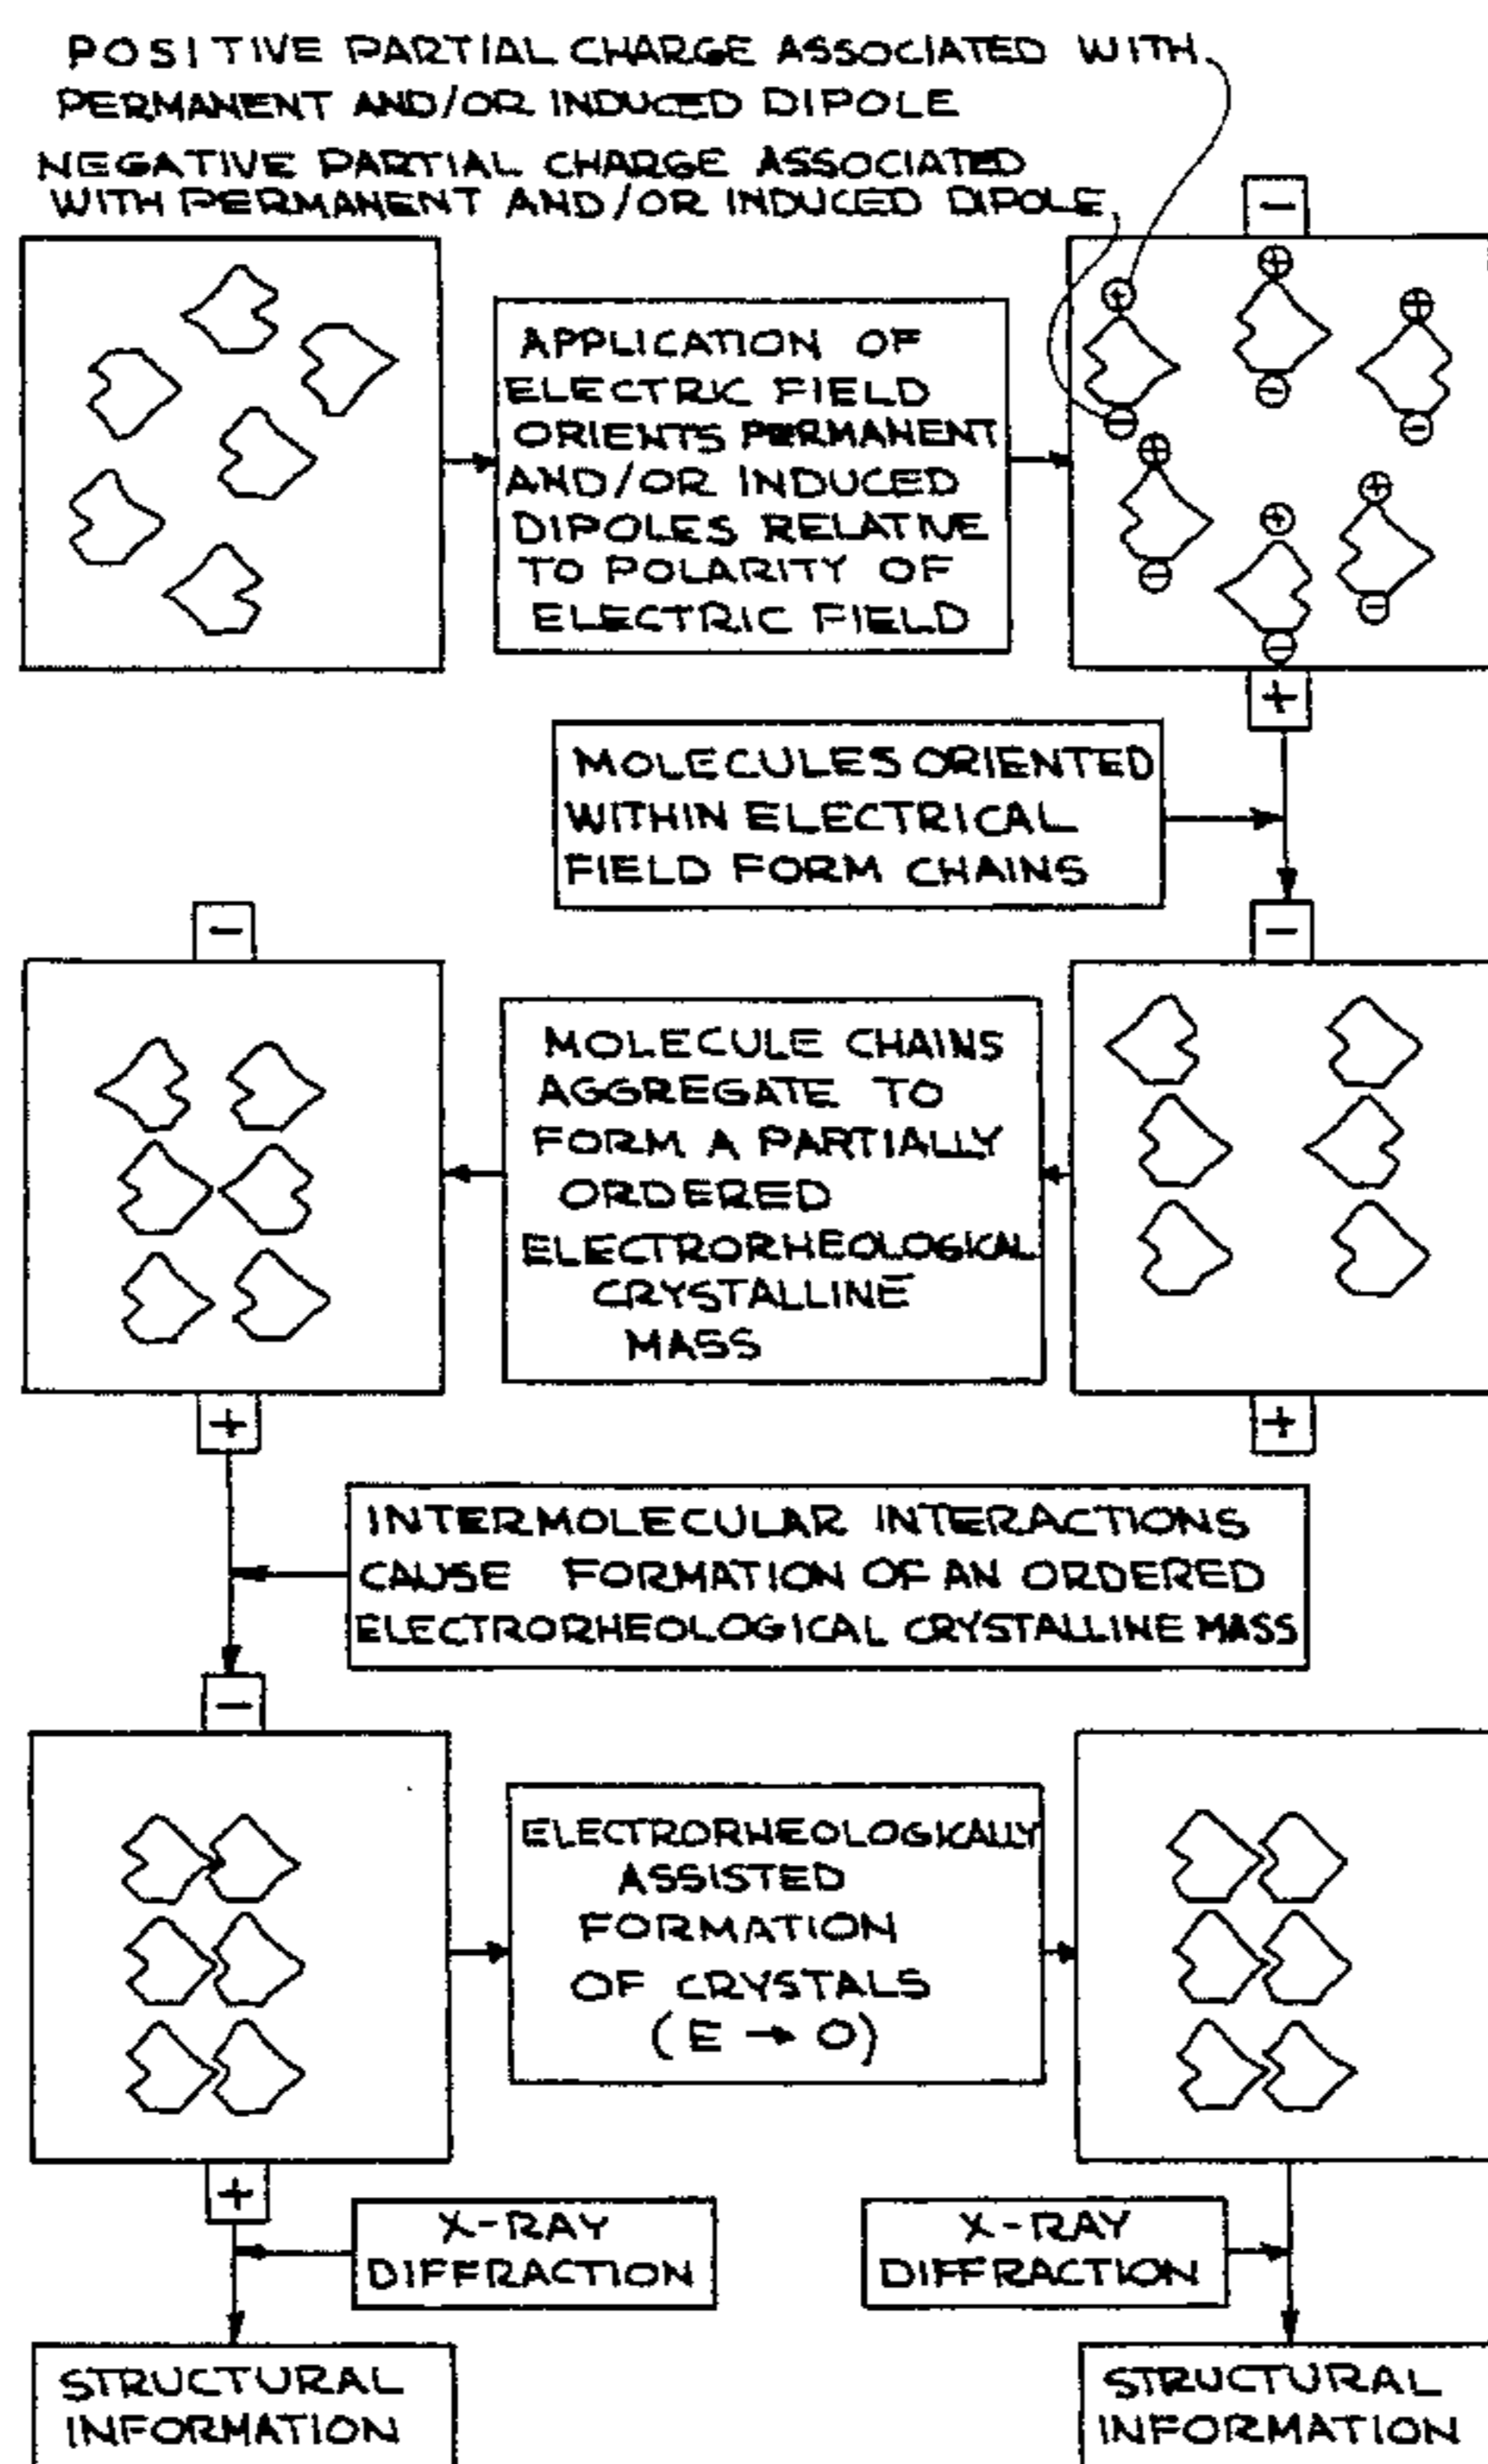 POSITIVE PARTIAL CHARGE ASSOCIATED WITH
PERMANENT AND/OR INDUCED DIPOLE
NEGATIVE PARTIAL CHARGE ASSOCIATED
WITH PERMANENT AND/OR INDUCED DIPOLE
−
+ + +
APPLICATION OF
ELECTRIC FIELD
ORIENTS PERMANENT
AND/OR INDUCED
DIPOLES RELATIVE
TO POLARITY OF
ELECTRIC FIELD
− − −
+ + +
− − −
+
MOLECULES ORIENTED
WITHIN ELECTRICAL
FIELD FORM CHAINS
−
−
MOLECULE CHAINS
AGGREGATE TO
FORM A PARTIALLY
ORDERED
ELECTRORHEOLOGICAL
CRYSTALLINE
MASS
+
+
INTERMOLECULAR INTERACTIONS
CAUSE FORMATION OF AN ORDERED
ELECTRORHEOLOGICAL CRYSTALLINE MASS
−
ELECTRORHEOLOGICALLY
ASSISTED
FORMATION
OF CRYSTALS
(E → O)
+
X-RAY
DIFFRACTION
X-RAY
DIFFRACTION
STRUCTURAL
INFORMATION
STRUCTURAL
INFORMATION